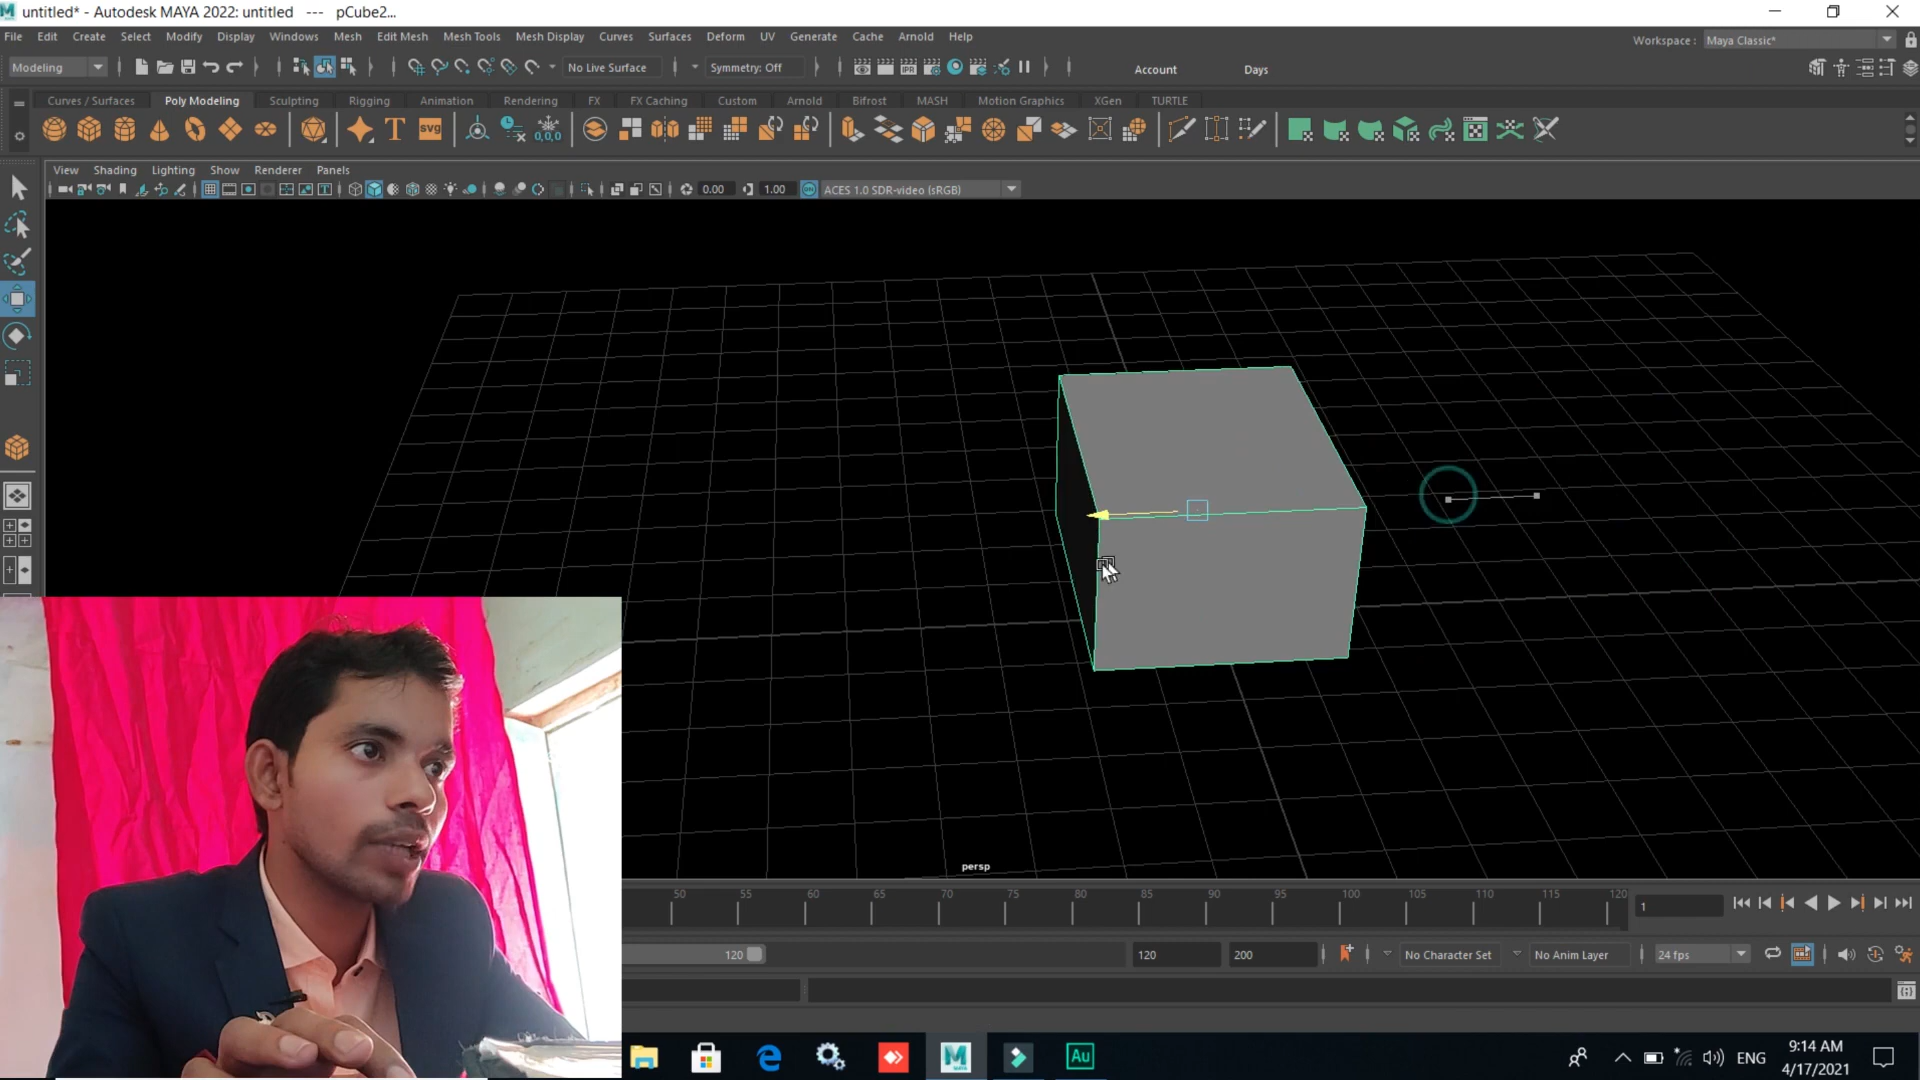 untitled* - Autodesk MAYA 2022: untitled   ---   pCube2...
File Edit Create Select Modify Display Windows Mesh Edit Mesh Mesh Tools Mesh Display Curves Surfaces Deform UV Generate Cache Arnold Help
Workspace : Maya Classic*
Modeling No Live Surface Symmetry: Off Account Days
Curves / Surfaces Poly Modeling Sculpting Rigging Animation Rendering FX FX Caching Custom Arnold Bifrost MASH Motion Graphics XGen TURTLE
T svg 0,0,0
View Shading Lighting Show Renderer Panels
0.00 1.00 ACES 1.0 SDR-video (sRGB)
persp
50 55 60 65 70 75 80 85 90 95 100 105 110 115 120
1
120 120 200 No Character Set No Anim Layer 24 fps
M Au ENG 9:14 AM
4/17/2021